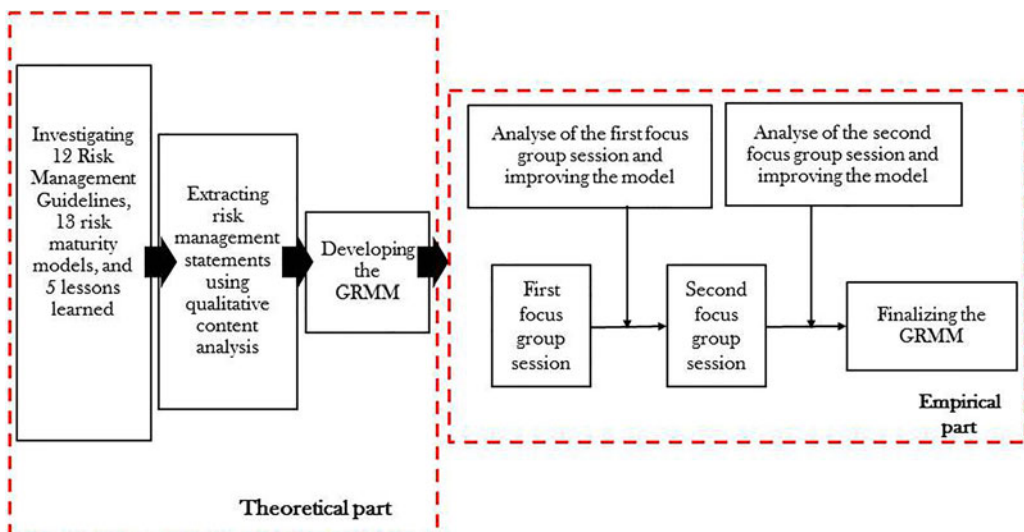 Investigating
12 Risk
Management
Guidelines,
13 risk
maturity
models, and
5 lessons
learned
Extracting
risk
management
statements
using
qualitative
content
analysis
Developing
the
GRMM
Theoretical part
Analyse of the first focus
group session and
improving the model
Analyse of the second
focus group session and
improving the model
First
focus
group
session
Second
focus
group
session
Finalizing the
GRMM
Empirical
part